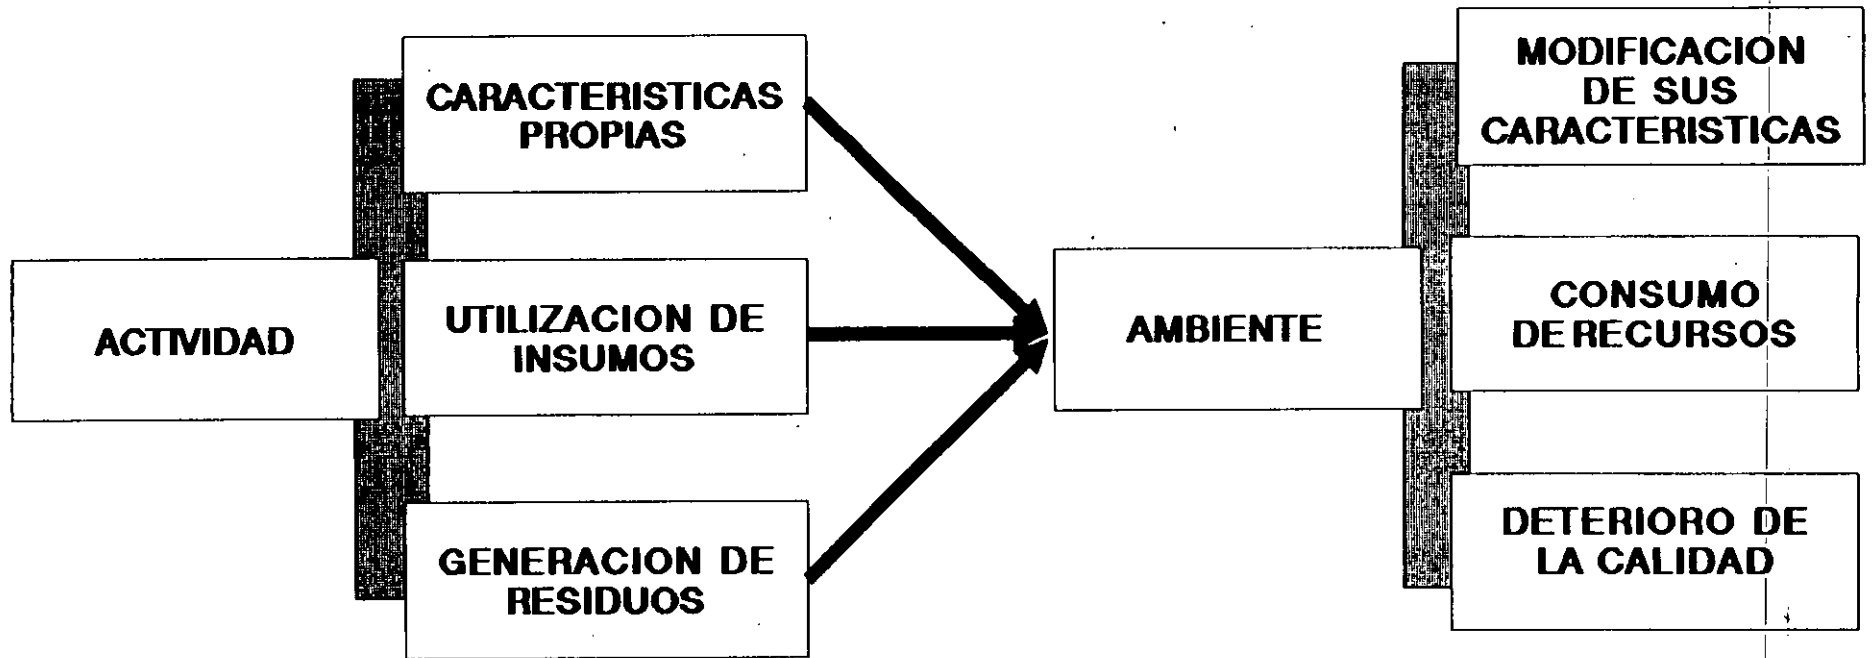 ACTIVIDAD
CARACTERISTICAS
PROPIAS
UTILIZACION DE
INSUMOS
GENERACION DE
RESIDUOS
AMBIENTE
MODIFICACION
DE SUS
CARACTERISTICAS
CONSUMO
DE RECURSOS
DETERIORO DE
LA CALIDAD